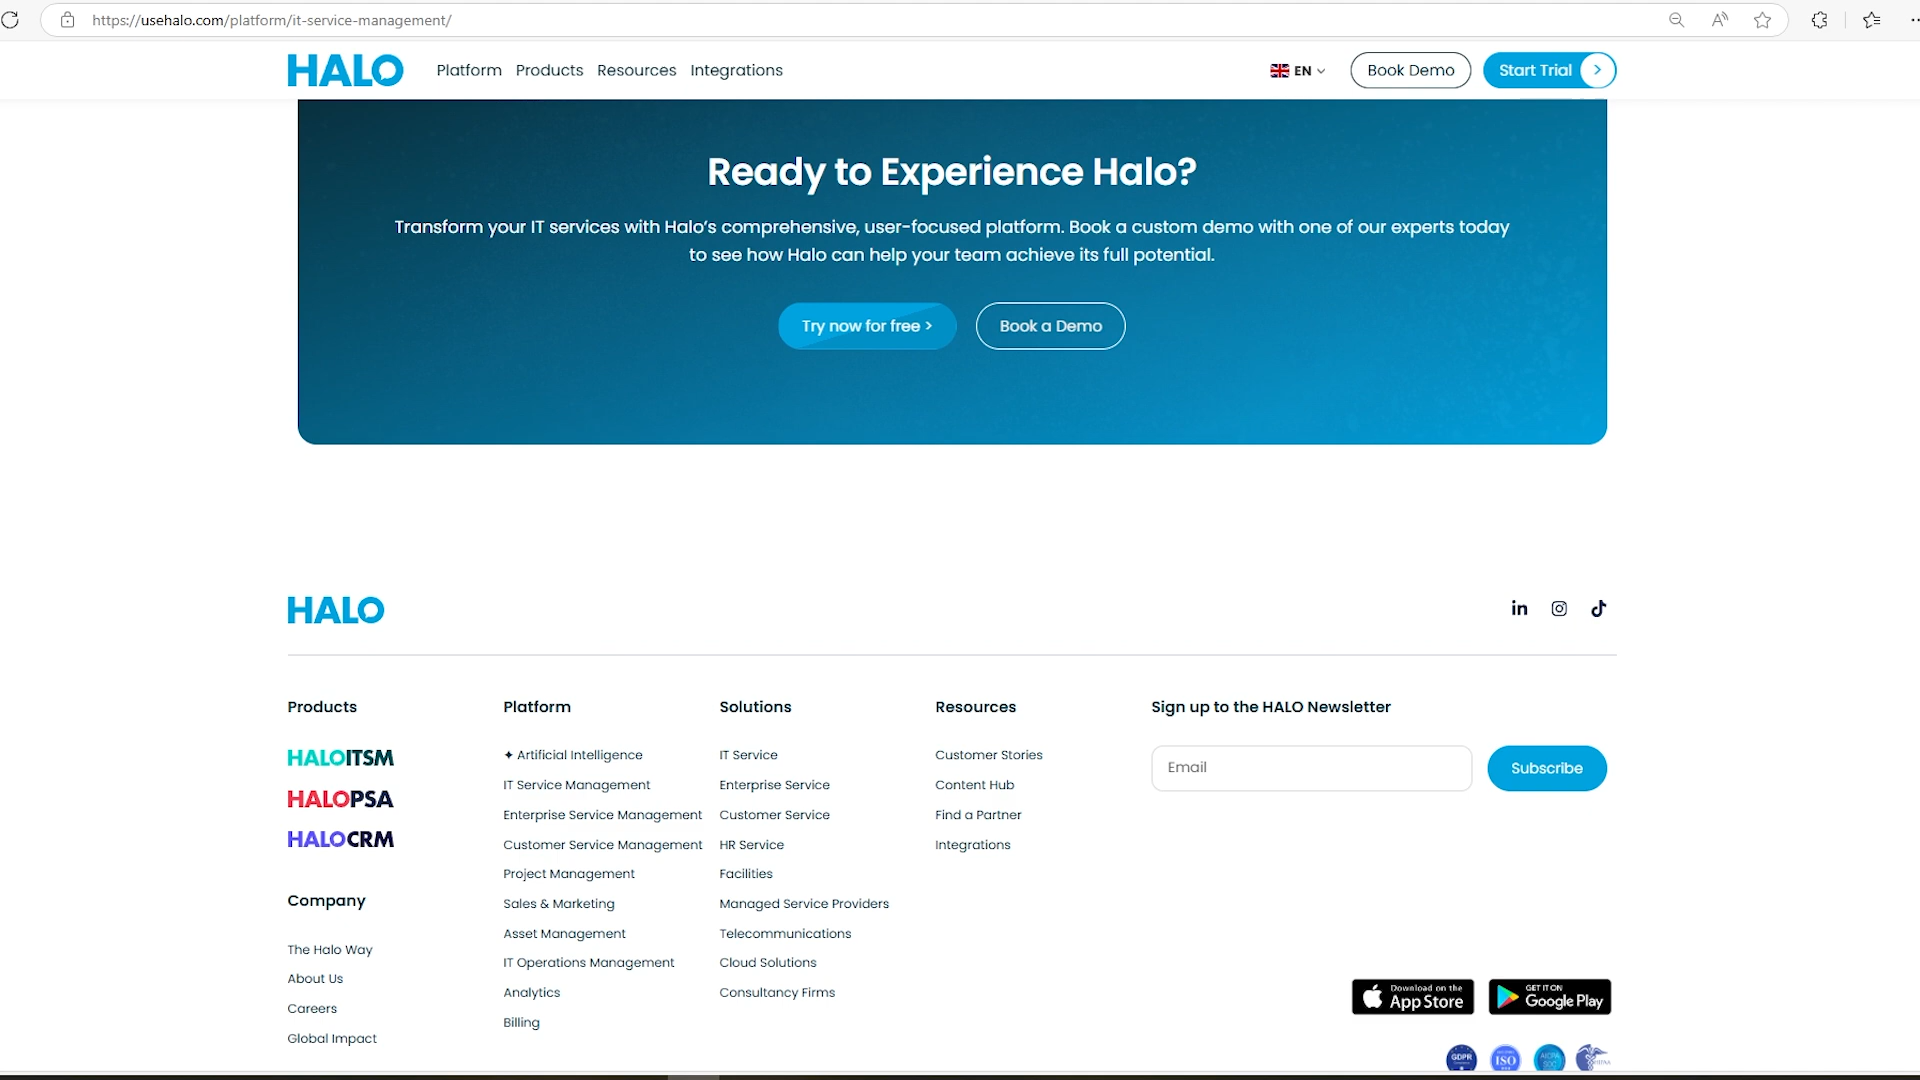 https://usehalo.com/platform/it-service-management/
HALO
Platform Products Resources Integrations
EN
Book Demo
Start Trial >
Ready to Experience Halo?
Transform your IT services with Halo’s comprehensive, user-focused platform. Book a custom demo with one of our experts today
to see how Halo can help your team achieve its full potential.
Try now for free >
Book a Demo
HALO
Products
HALOITSM
HALOPSA
HALOCRM
Company
The Halo Way
About Us
Careers
Global Impact
Platform
✦ Artificial Intelligence
IT Service Management
Enterprise Service Management
Customer Service Management
Project Management
Sales & Marketing
Asset Management
IT Operations Management
Analytics
Billing
Solutions
IT Service
Enterprise Service
Customer Service
HR Service
Facilities
Managed Service Providers
Telecommunications
Cloud Solutions
Consultancy Firms
Resources
Customer Stories
Content Hub
Find a Partner
Integrations
Sign up to the HALO Newsletter
Email
Subscribe
Download on the
App Store
GET IT ON
Google Play
GDPR
ISO
AICPA
SOC